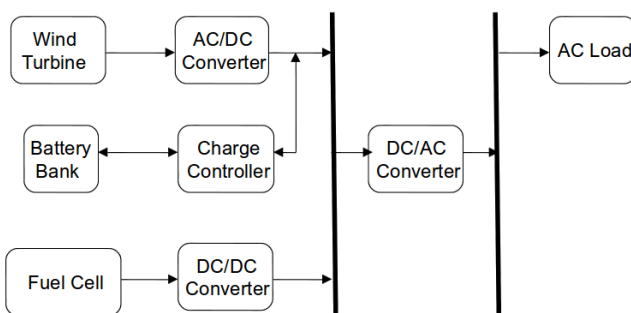 Wind
Turbine
AC/DC
Converter
AC Load
Battery
Bank
Charge
Controller
DC/AC
Converter
Fuel Cell
DC/DC
Converter